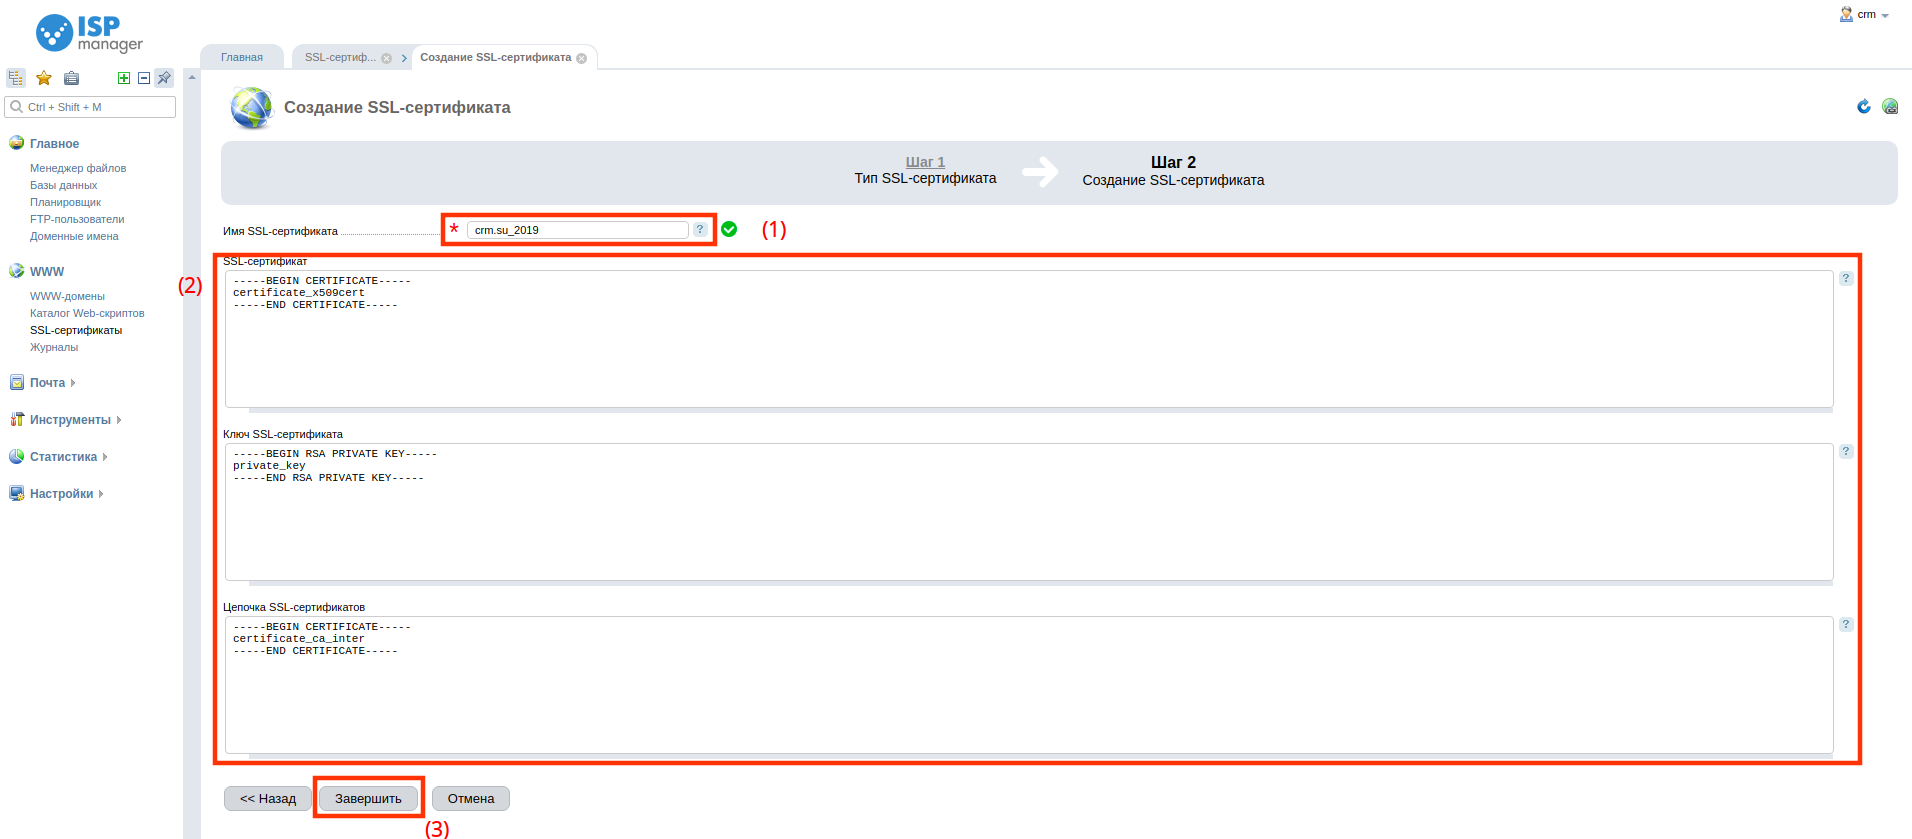 ISP
manager
crm
Главная
SSL-сертиф...
Создание SSL-сертификата
Ctrl + Shift + M
Создание SSL-сертификата
Главное
Менеджер файлов
Базы данных
Планировщик
FTP-пользователи
Доменные имена
WWW
WWW-домены
Каталог Web-скриптов
SSL-сертификаты
Журналы
Почта
Инструменты
Статистика
Настройки
Шаг 1
Тип SSL-сертификата
Шаг 2
Создание SSL-сертификата
Имя SSL-сертификата * crm.su_2019 ? (1)
(2)
SSL-сертификат
-----BEGIN CERTIFICATE-----
certificate_x509cert
-----END CERTIFICATE-----
?
Ключ SSL-сертификата
-----BEGIN RSA PRIVATE KEY-----
private_key
-----END RSA PRIVATE KEY-----
?
Цепочка SSL-сертификатов
-----BEGIN CERTIFICATE-----
certificate_ca_inter
-----END CERTIFICATE-----
?
<< Назад
Завершить
Отмена
(3)